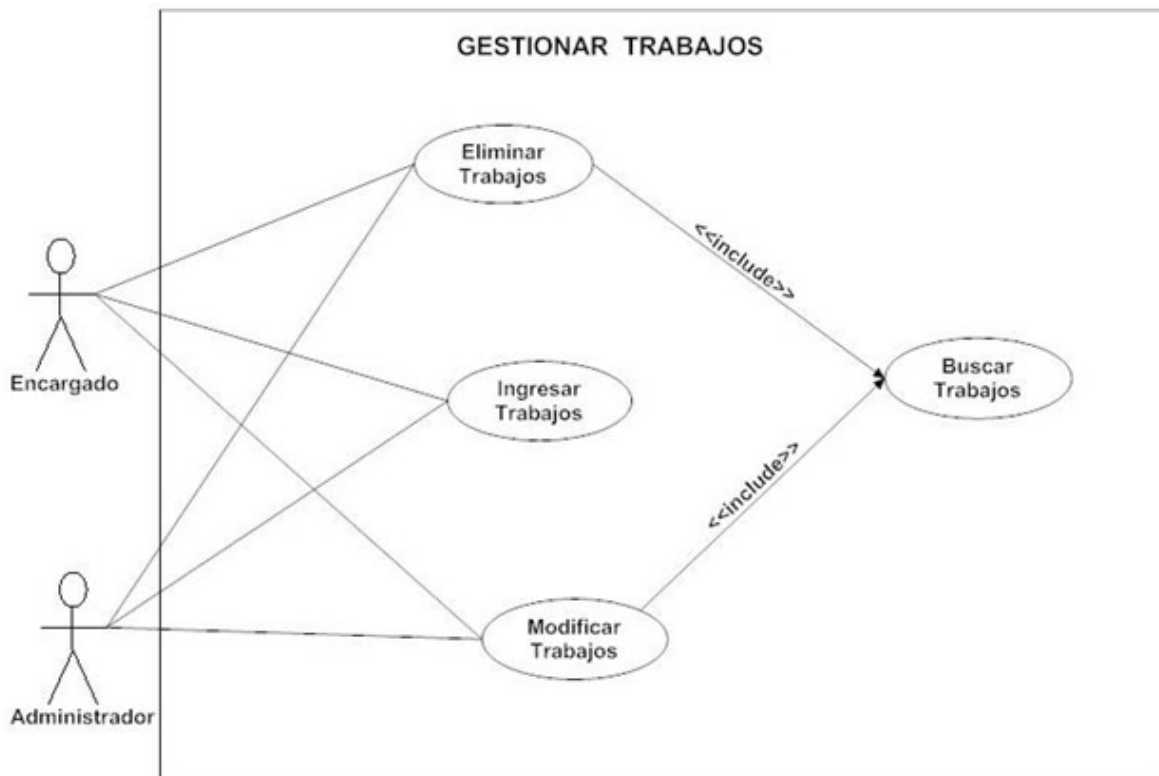 GESTIONAR TRABAJOS
Eliminar
Trabajos
<<include>>
Encargado
Ingresar
Trabajos
Buscar
Trabajos
<<include>>
Modificar
Trabajos
Administrador